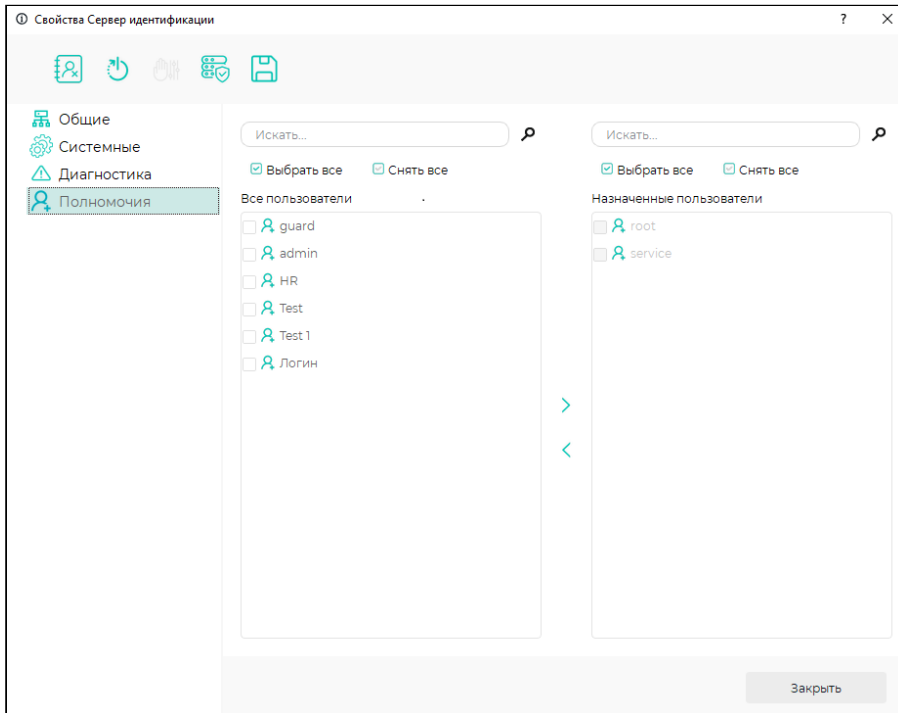 Свойства Сервер идентификации
?
Общие
Системные
Диагностика
Полномочия
Искать...
Выбрать все
Снять все
Все пользователи
guard
admin
HR
Test
Test 1
Логин
Искать...
Выбрать все
Снять все
Назначенные пользователи
root
service
Закрыть